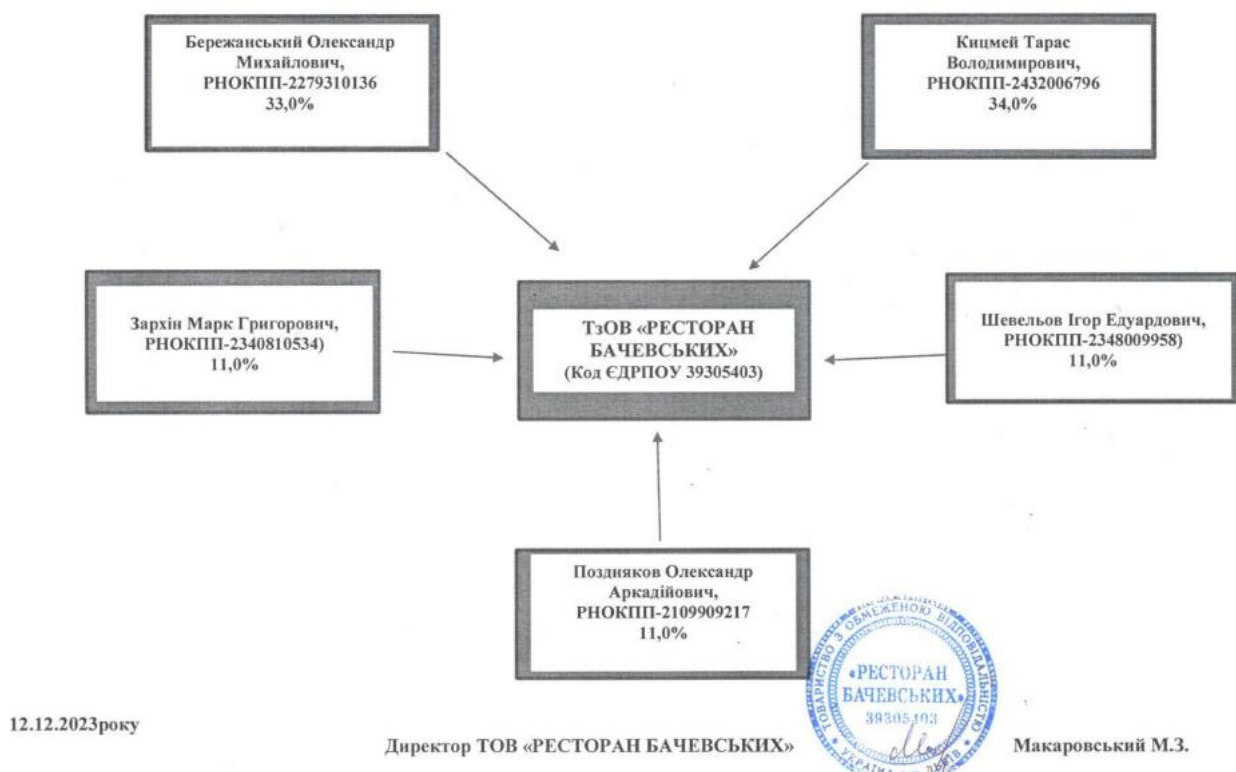 Бережанський Олександр
Михайлович,
РНОКПП-2279310136
33,0%
Кицмей Тарас
Володимирович,
РНОКПП-2432006796
34,0%
Зархін Марк Григорович,
РНОКПП-2340810534)
11,0%
ТзОВ «РЕСТОРАН
БАЧЕВСЬКИХ»
(Код ЄДРПОУ 39305403)
Шевельов Ігор Едуардович,
РНОКПП-2348009958)
11,0%
Поздняков Олександр
Аркадійович,
РНОКПП-2109909217
11,0%
ТОВАРИСТВО З ОБМЕЖЕНОЮ ВІДПОВІДАЛЬНІСТЮ
«РЕСТОРАН
БАЧЕВСЬКИХ»
39305403
УКРАЇНА
12.12.2023року
Директор ТОВ «РЕСТОРАН БАЧЕВСЬКИХ»
Макаровський М.З.